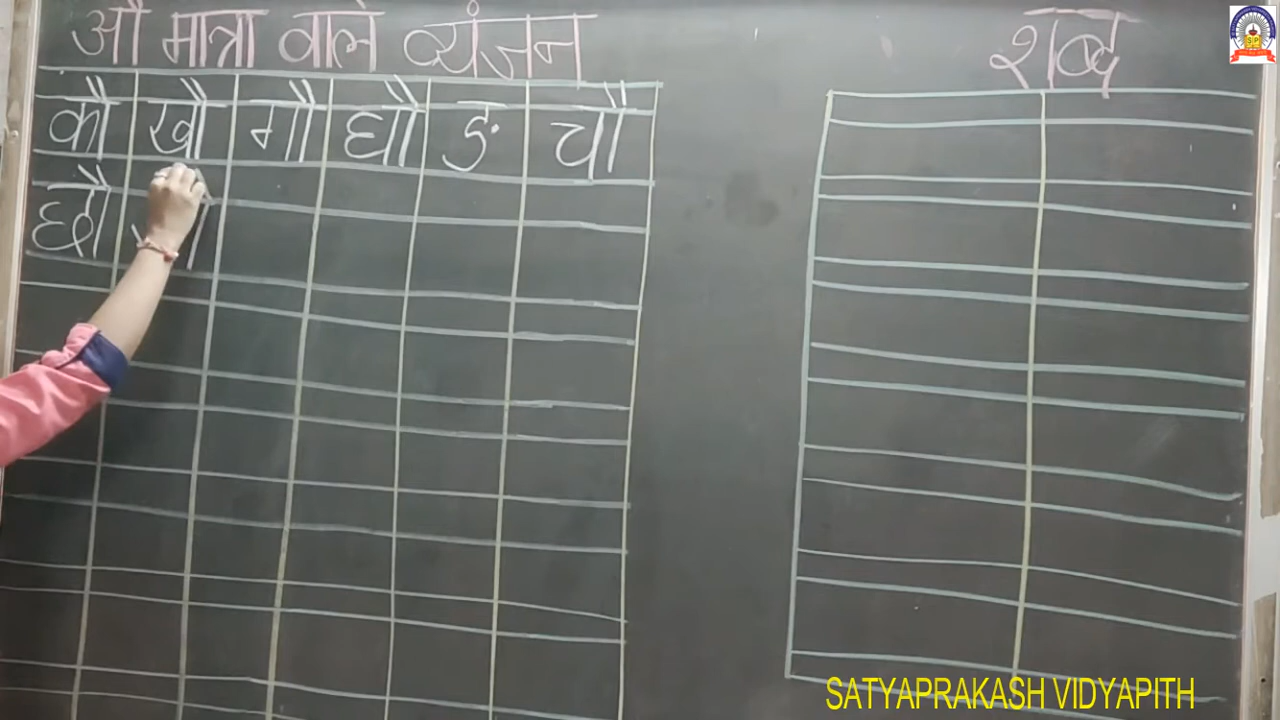 औ मात्रा वाले व्यंजन
शब्द
कौ खौ गौ घौ ङ चौ
छौ
SATYAPRAKASH VIDYAPITH